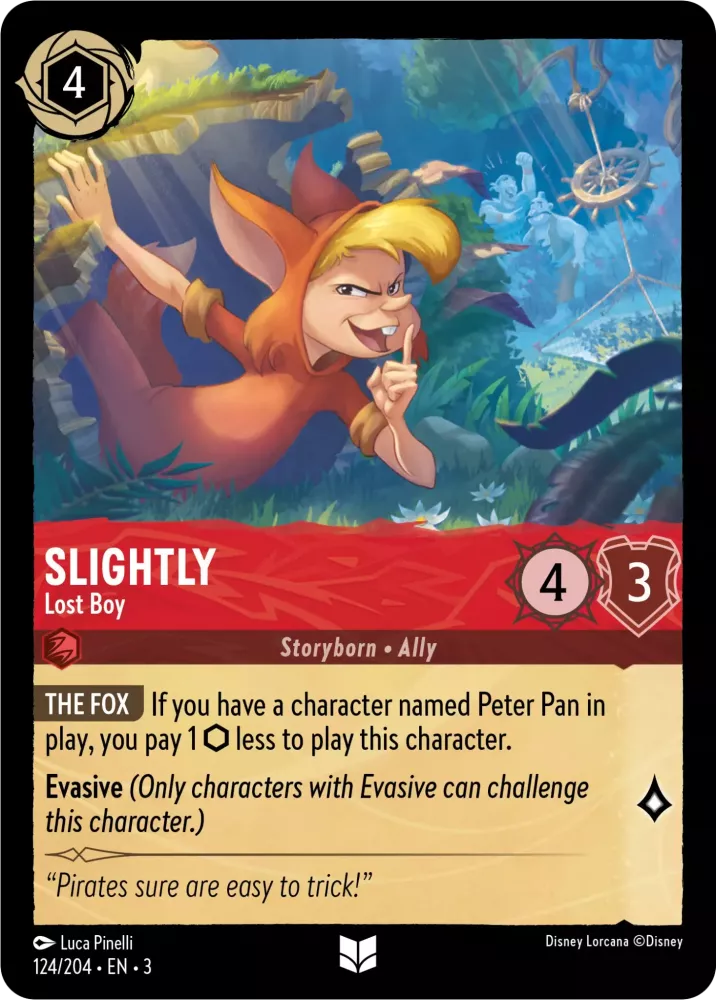 4
SLIGHTLY
Lost Boy
4
3
Storyborn • Ally
THE FOX If you have a character named Peter Pan in
play, you pay 1 ⬡ less to play this character.
Evasive (Only characters with Evasive can challenge
this character.)
“Pirates sure are easy to trick!”
Luca Pinelli
Disney Lorcana ©Disney
124/204 • EN • 3